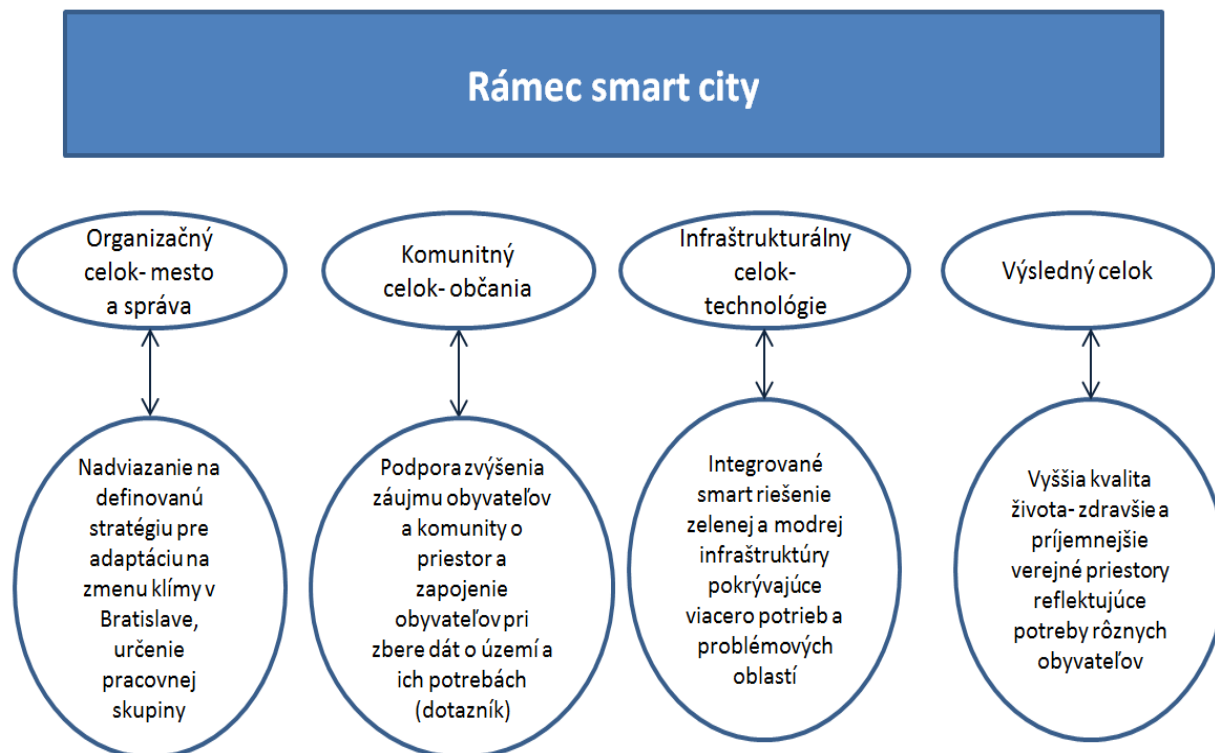 Rámec smart city
Organizačný
celok- mesto
a správa
Komunitný
celok- občania
Infraštrukturálny
celok-
technológie
Výsledný celok
Nadviazanie na
definovanú
stratégiu pre
adaptáciu na
zmenu klímy v
Bratislave,
určenie
pracovnej
skupiny
Podpora zvýšenia
záujmu obyvateľov
a komunity o
priestor a
zapojenie
obyvateľov pri
zbere dát o území a
ich potrebách
(dotazník)
Integrované
smart riešenie
zelenej a modrej
infraštruktúry
pokrývajúce
viacero potrieb a
problémových
oblastí
Vyššia kvalita
života- zdravšie a
príjemnejšie
verejné priestory
reflektujúce
potreby rôznych
obyvateľov